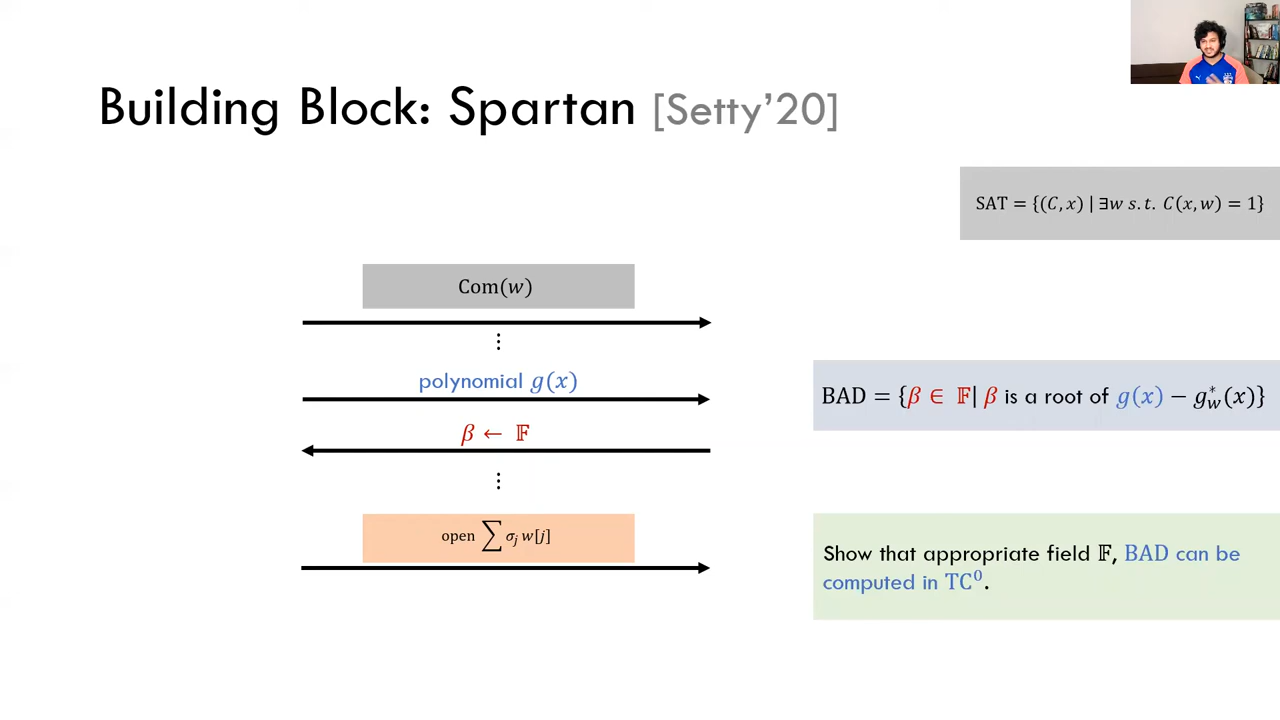 Building Block: Spartan [Setty'20]
SAT = {(C, x) | ∃w s.t. C(x, w) = 1}
Com(w)
⋮
polynomial g(x)
β ← 𝔽
⋮
open ∑ σⱼ w[j]
BAD = {β ∈ 𝔽| β is a root of g(x) − g*_w(x)}
Show that appropriate field 𝔽, BAD can be
computed in TC⁰.